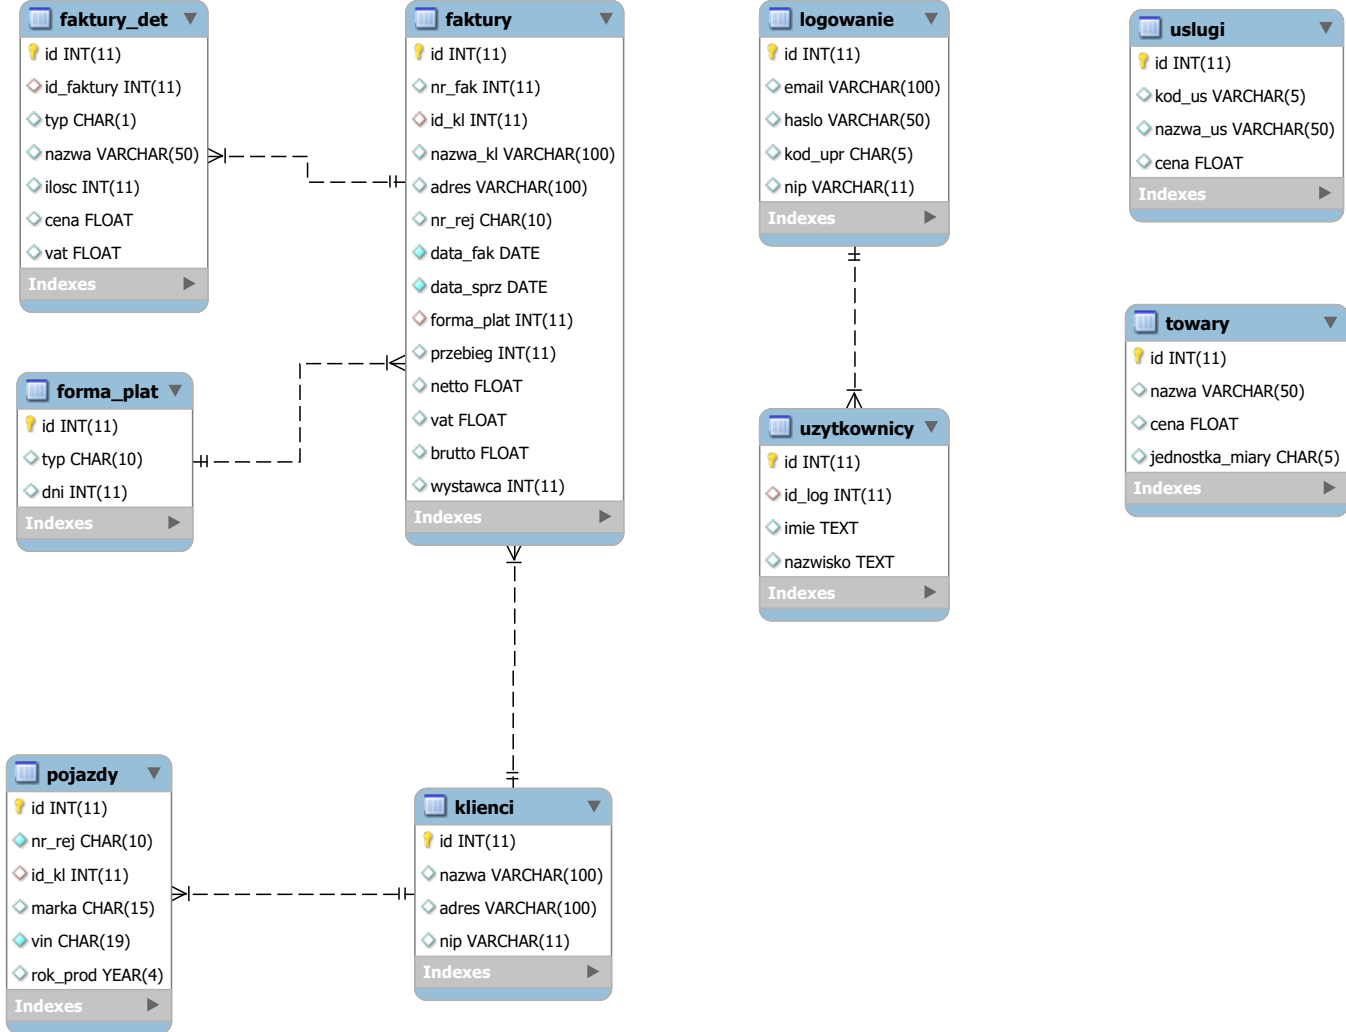 faktury_det
id INT(11)
id_faktury INT(11)
typ CHAR(1)
nazwa VARCHAR(50)
ilosc INT(11)
cena FLOAT
vat FLOAT
Indexes
faktury
id INT(11)
nr_fak INT(11)
id_kl INT(11)
nazwa_kl VARCHAR(100)
adres VARCHAR(100)
nr_rej CHAR(10)
data_fak DATE
data_sprz DATE
forma_plat INT(11)
przebieg INT(11)
netto FLOAT
vat FLOAT
brutto FLOAT
wystawca INT(11)
Indexes
logowanie
id INT(11)
email VARCHAR(100)
haslo VARCHAR(50)
kod_upr CHAR(5)
nip VARCHAR(11)
Indexes
uslugi
id INT(11)
kod_us VARCHAR(5)
nazwa_us VARCHAR(50)
cena FLOAT
Indexes
forma_plat
id INT(11)
typ CHAR(10)
dni INT(11)
Indexes
uzytkownicy
id INT(11)
id_log INT(11)
imie TEXT
nazwisko TEXT
Indexes
towary
id INT(11)
nazwa VARCHAR(50)
cena FLOAT
jednostka_miary CHAR(5)
Indexes
pojazdy
id INT(11)
nr_rej CHAR(10)
id_kl INT(11)
marka CHAR(15)
vin CHAR(19)
rok_prod YEAR(4)
Indexes
klienci
id INT(11)
nazwa VARCHAR(100)
adres VARCHAR(100)
nip VARCHAR(11)
Indexes